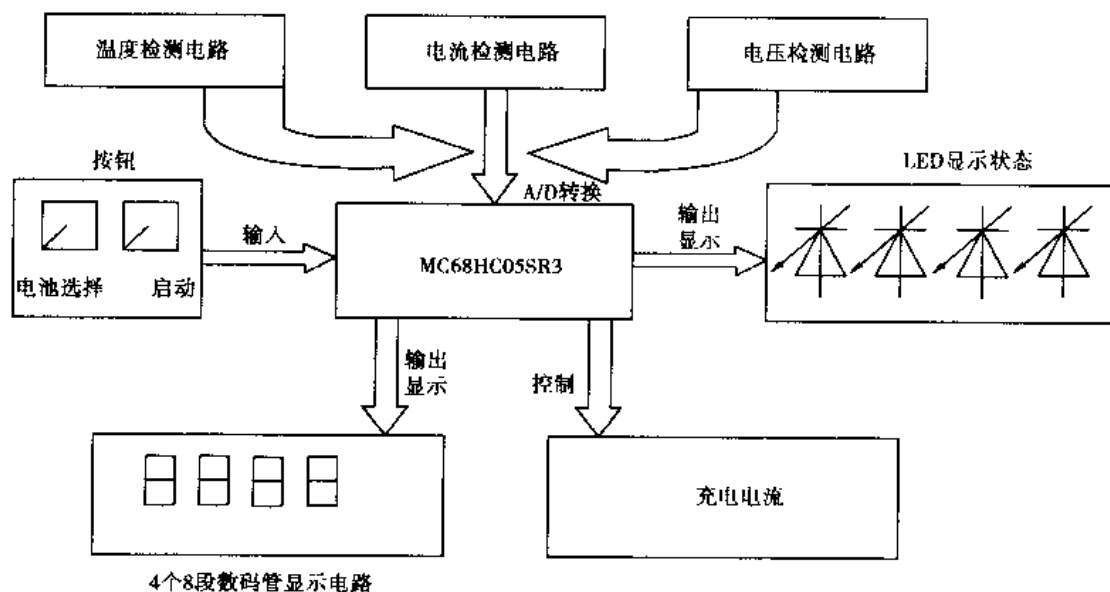 温度检测电路
电流检测电路
电压检测电路
按钮
LED显示状态
A/D转换
电池选择
启动
输入
MC68HC05SR3
输出
显示
输出
显示
控制
充电电流
4个8段数码管显示电路